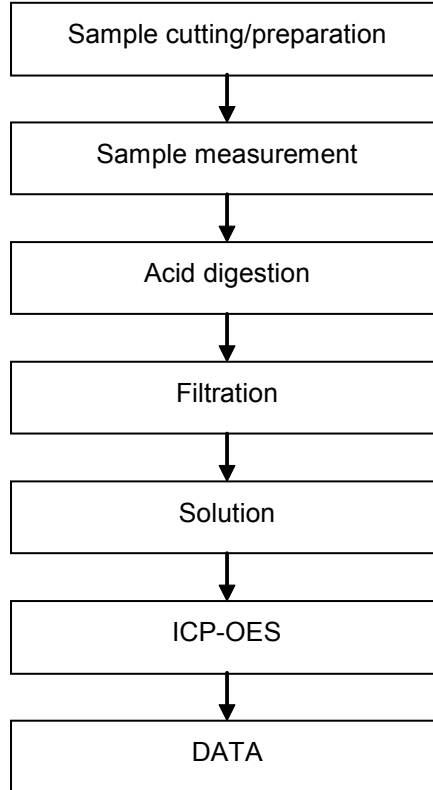 Sample cutting/preparation
Sample measurement
Acid digestion
Filtration
Solution
ICP-OES
DATA